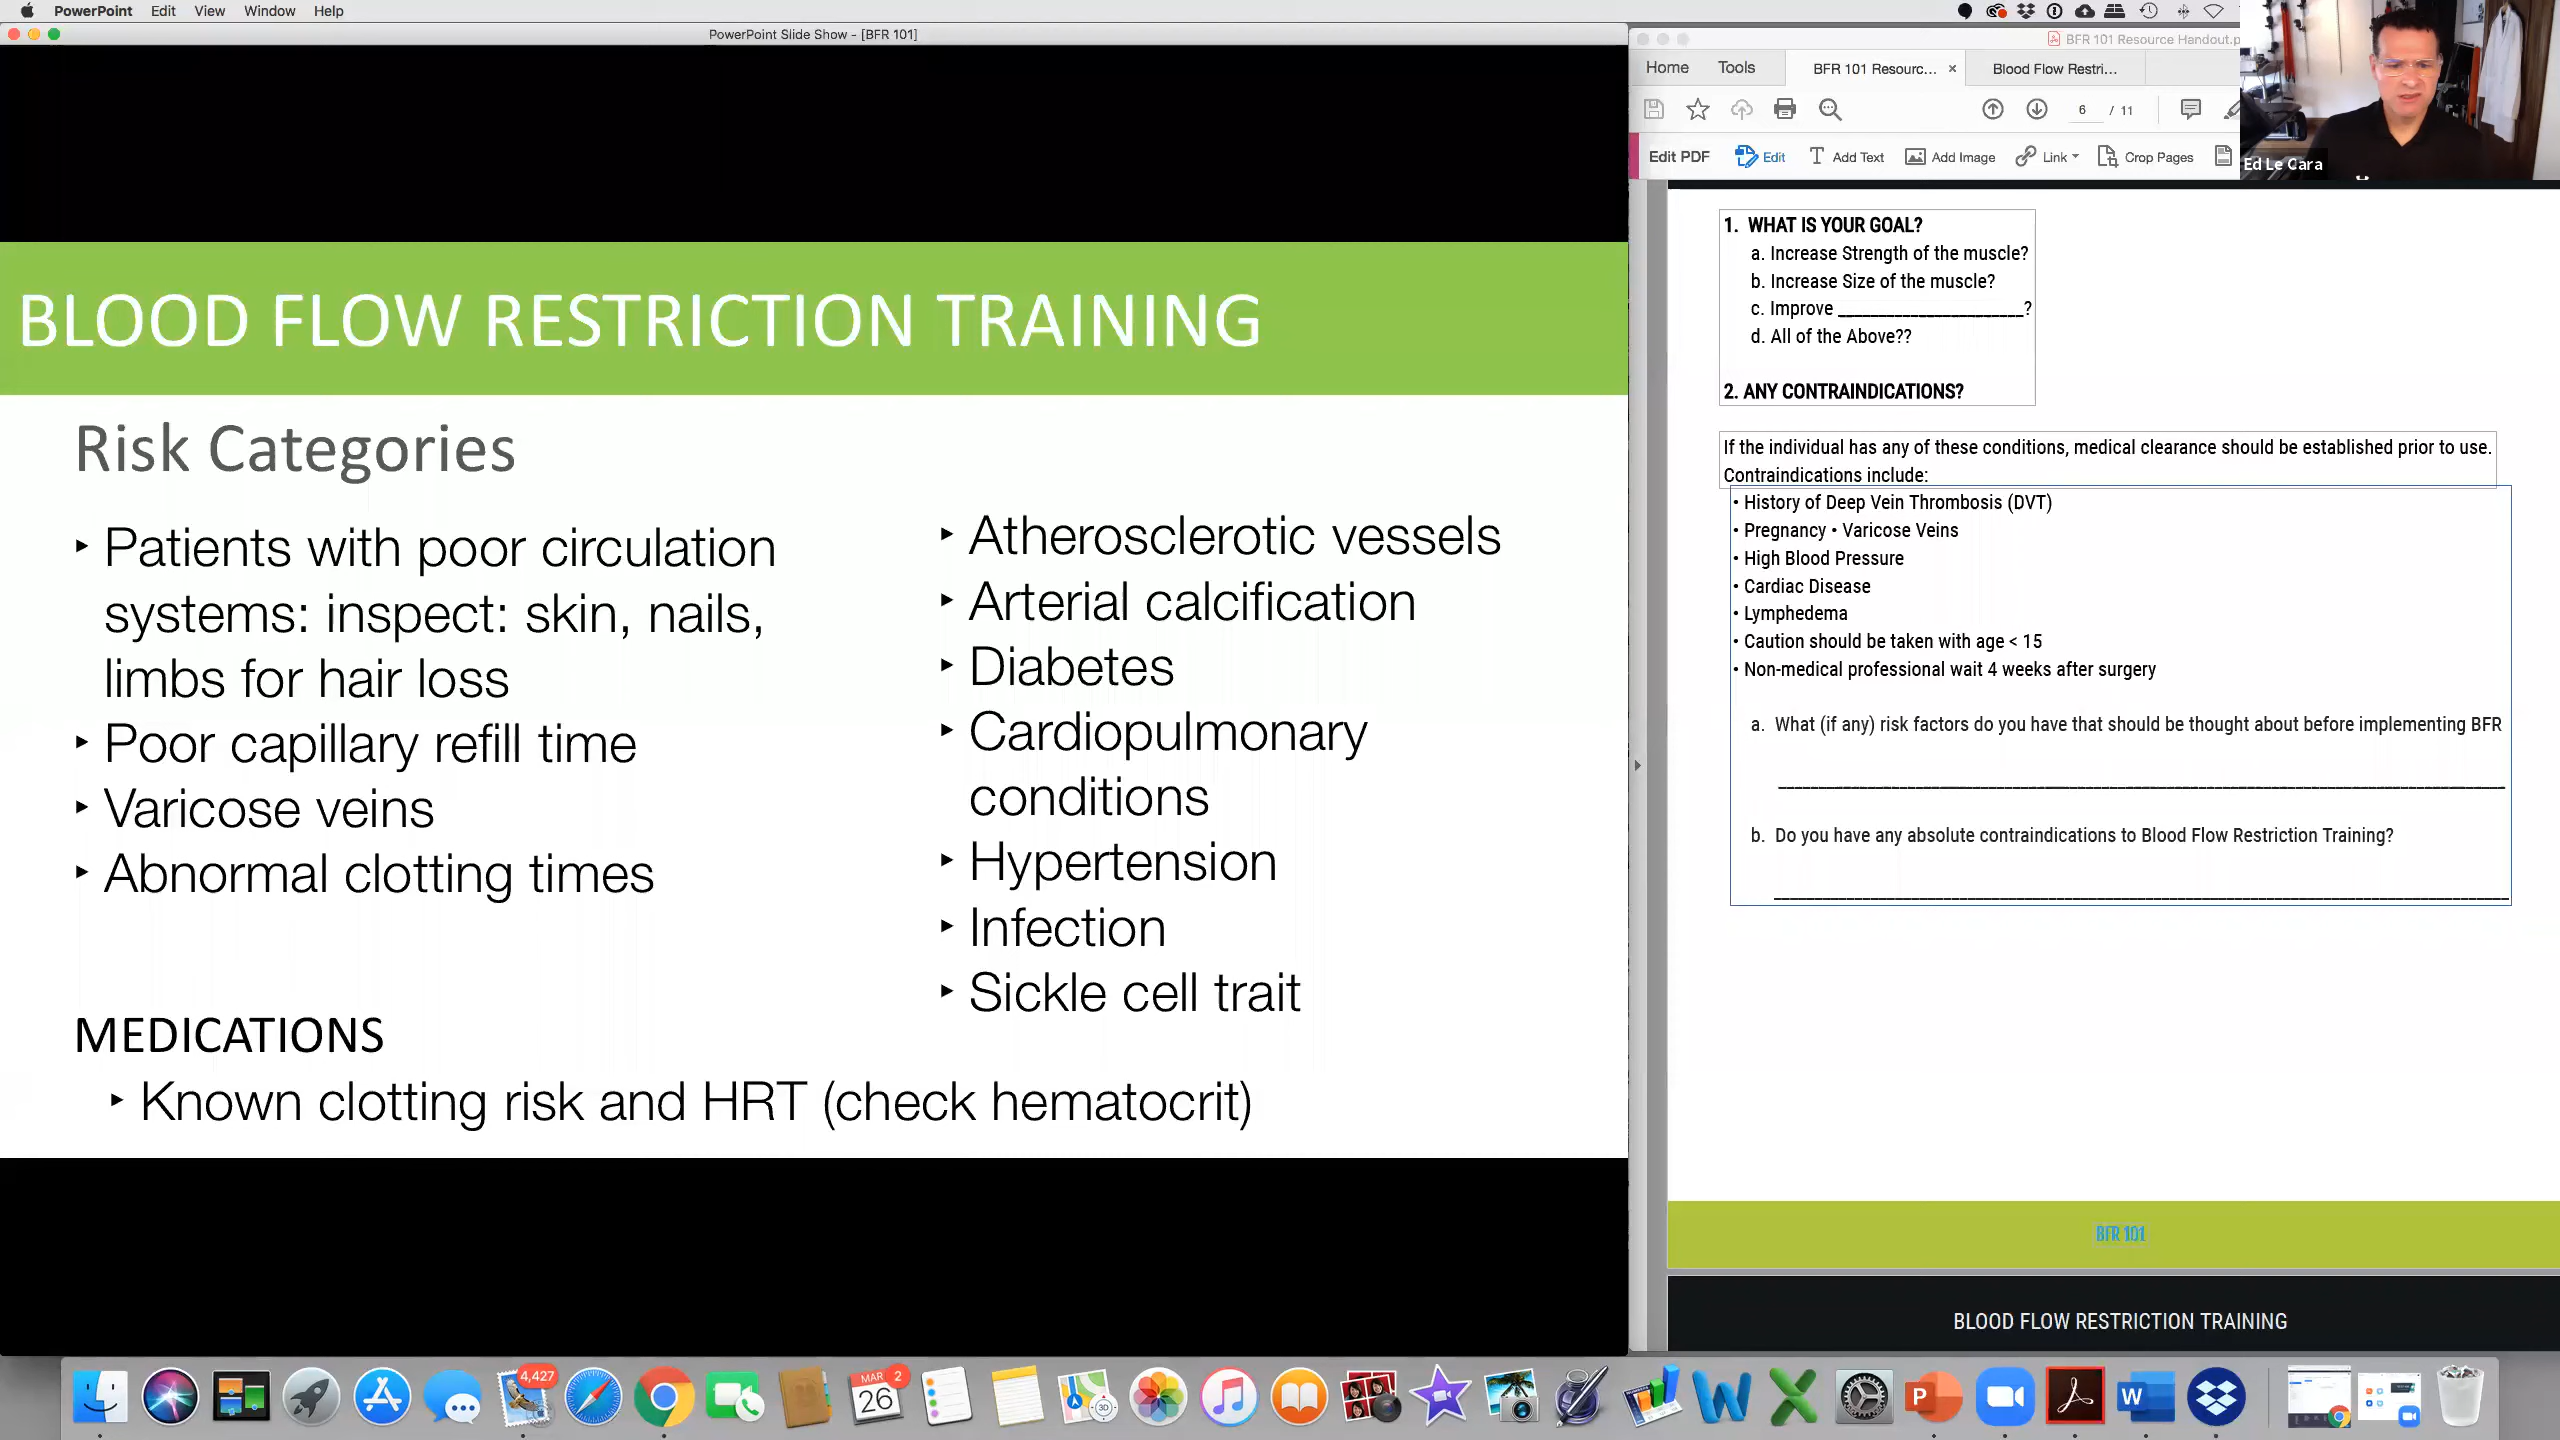 PowerPoint Edit View Window Help
PowerPoint Slide Show - [BFR 101]
BLOOD FLOW RESTRICTION TRAINING
Risk Categories
‣ Patients with poor circulation
systems: inspect: skin, nails,
limbs for hair loss
‣ Poor capillary refill time
‣ Varicose veins
‣ Abnormal clotting times
‣ Atherosclerotic vessels
‣ Arterial calcification
‣ Diabetes
‣ Cardiopulmonary
conditions
‣ Hypertension
‣ Infection
‣ Sickle cell trait
MEDICATIONS
‣ Known clotting risk and HRT (check hematocrit)
BFR 101 Resource Handout.p
Home Tools BFR 101 Resourc... × Blood Flow Restri...
6 / 11
Edit PDF Edit Add Text Add Image Link Crop Pages
Ed Le Cara
1. WHAT IS YOUR GOAL?
a. Increase Strength of the muscle?
b. Increase Size of the muscle?
c. Improve ____________________?
d. All of the Above??
2. ANY CONTRAINDICATIONS?
If the individual has any of these conditions, medical clearance should be established prior to use.
Contraindications include:
• History of Deep Vein Thrombosis (DVT)
• Pregnancy • Varicose Veins
• High Blood Pressure
• Cardiac Disease
• Lymphedema
• Caution should be taken with age < 15
• Non-medical professional wait 4 weeks after surgery
a. What (if any) risk factors do you have that should be thought about before implementing BFR
b. Do you have any absolute contraindications to Blood Flow Restriction Training?
BFR 101
BLOOD FLOW RESTRICTION TRAINING
4,427
MAR 2
26
3D